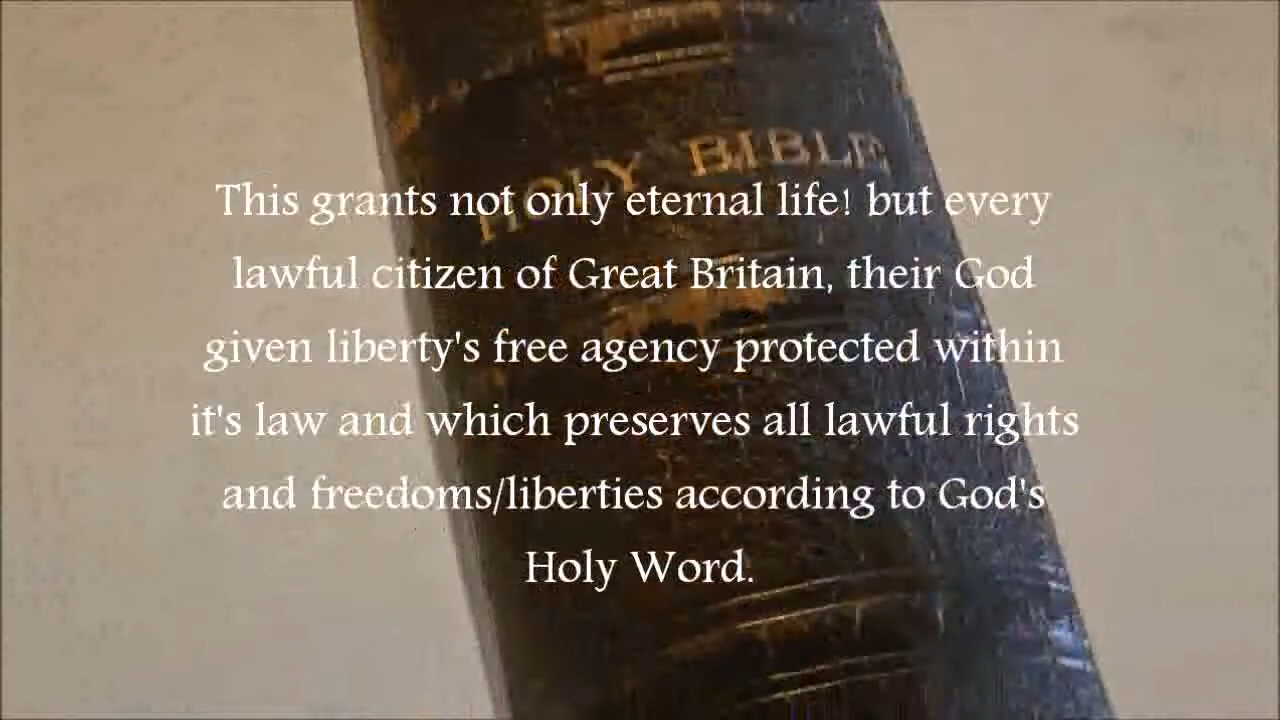 HOLY BIBLE
This grants not only eternal life! but every
lawful citizen of Great Britain, their God
given liberty's free agency protected within
it's law and which preserves all lawful rights
and freedoms/liberties according to God's
Holy Word.